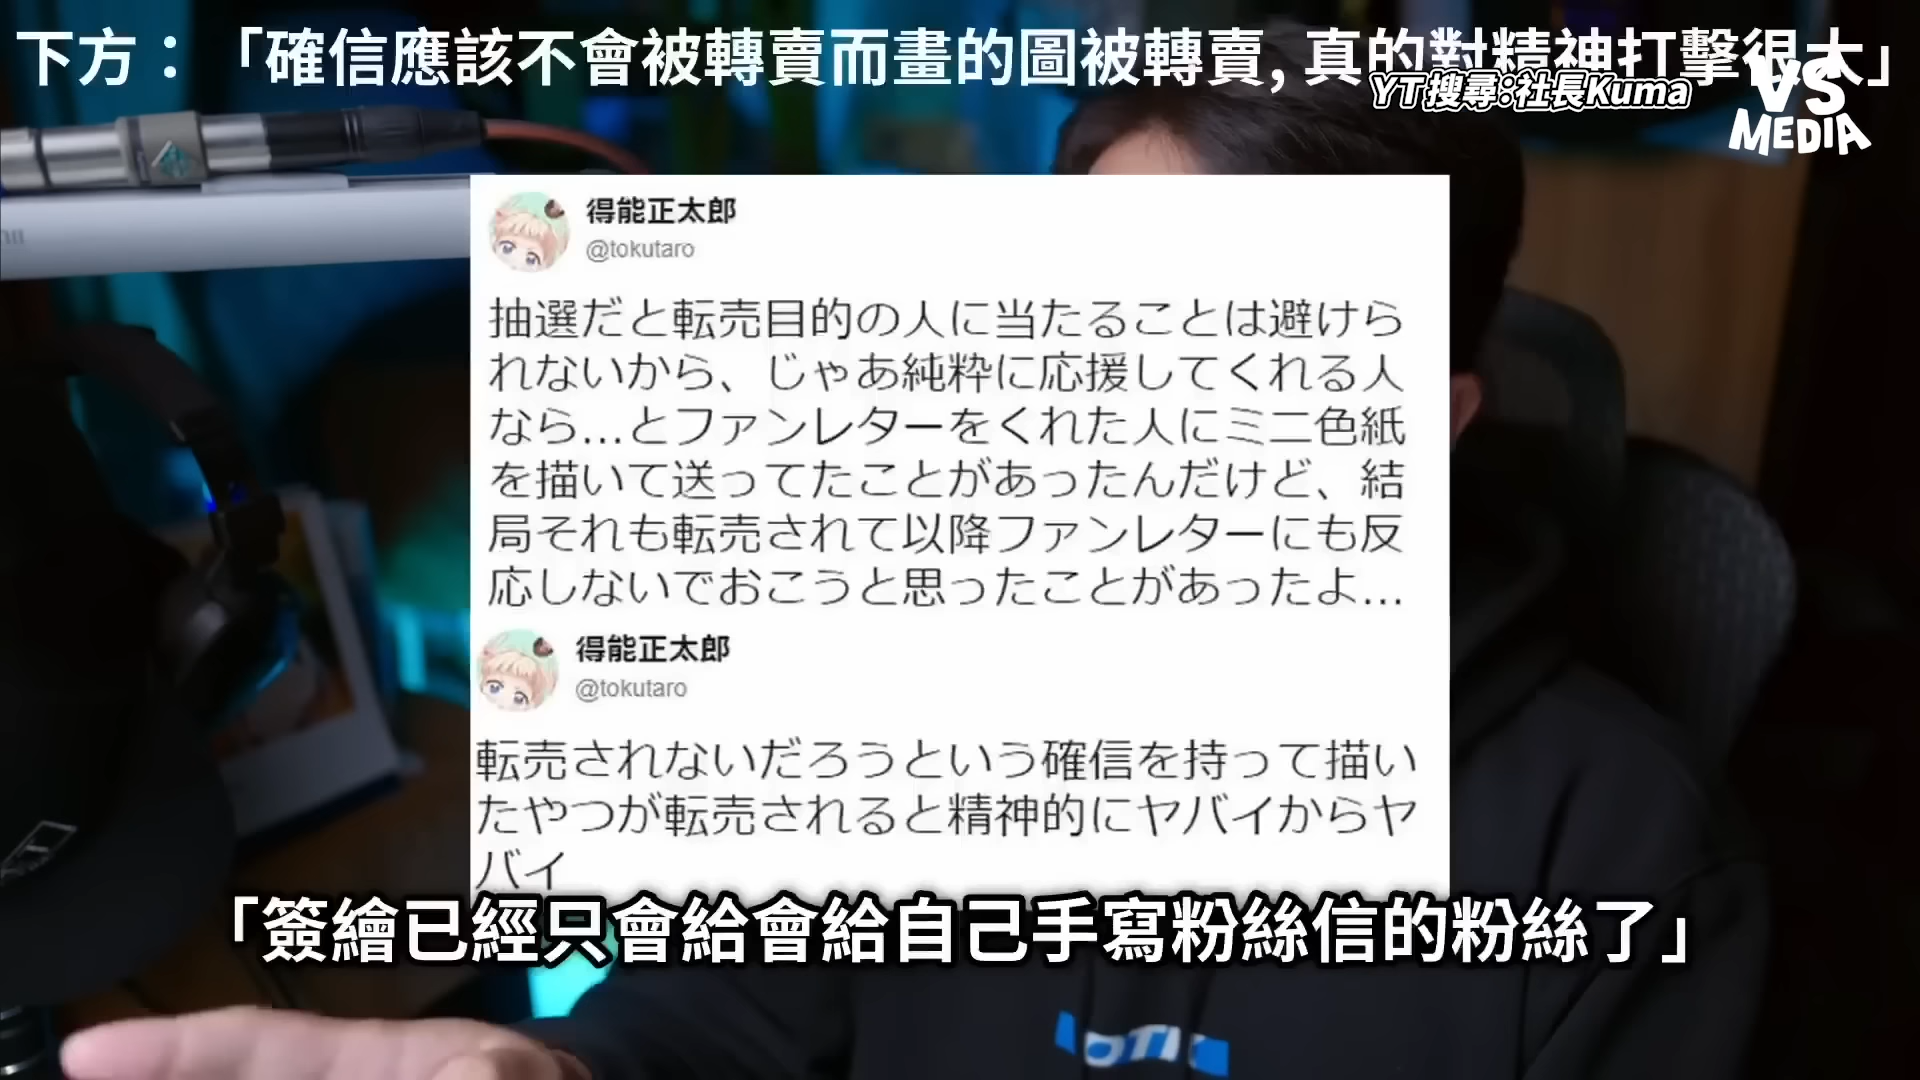 下方：「確信應該不會被轉賣而畫的圖被轉賣, 真的對精神打擊很大」
YT搜尋:社長Kuma
VS
MEDIA
得能正太郎
@tokutaro
抽選だと転売目的の人に当たることは避けら
れないから、じゃあ純粋に応援してくれる人
なら...とファンレターをくれた人にミニ色紙
を描いて送ってたことがあったんだけど、結
局それも転売されて以降ファンレターにも反
応しないでおこうと思ったことがあったよ...
得能正太郎
@tokutaro
転売されないだろうという確信を持って描い
たやつが転売されると精神的にヤバイからヤ
バイ
「簽繪已經只會給會給自己手寫粉絲信的粉絲了」